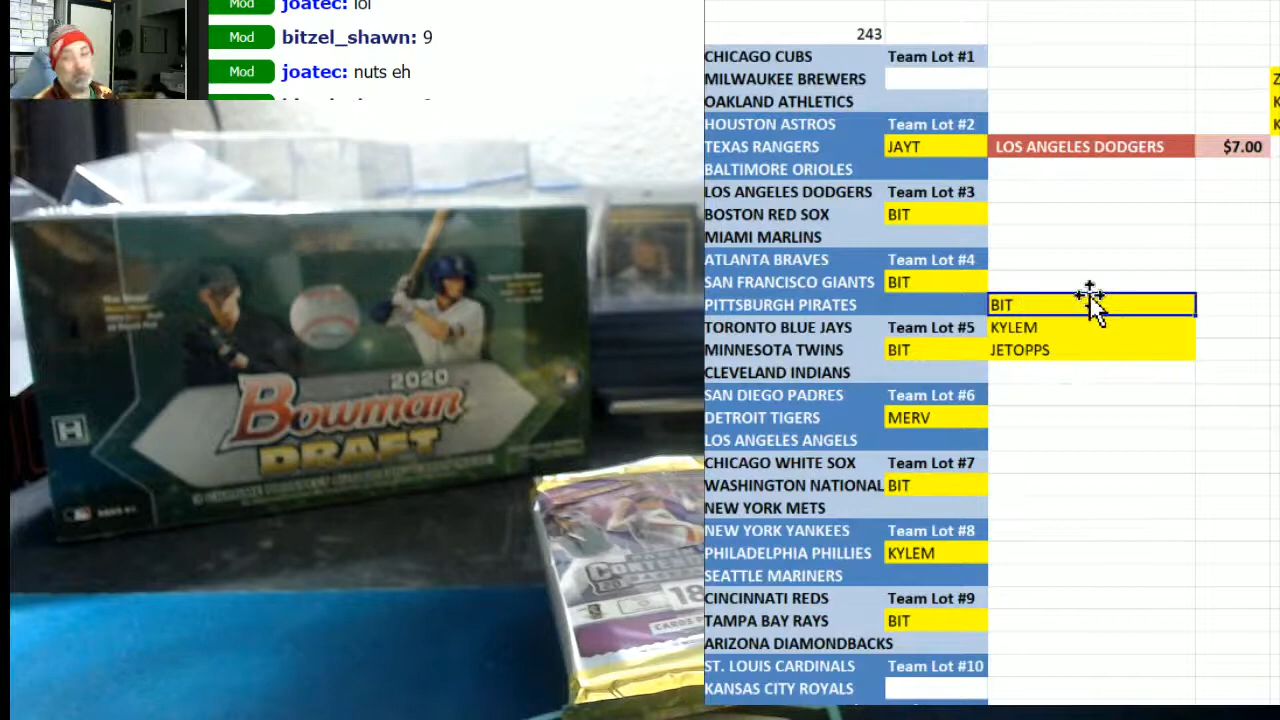 Mod joatec: lol
Mod bitzel_shawn: 9
Mod joatec: nuts eh
2020
Bowman
DRAFT
H
18
CARDS
243
CHICAGO CUBS Team Lot #1
MILWAUKEE BREWERS
OAKLAND ATHLETICS
HOUSTON ASTROS Team Lot #2
TEXAS RANGERS JAYT LOS ANGELES DODGERS $7.00
BALTIMORE ORIOLES
LOS ANGELES DODGERS Team Lot #3
BOSTON RED SOX BIT
MIAMI MARLINS
ATLANTA BRAVES Team Lot #4
SAN FRANCISCO GIANTS BIT
PITTSBURGH PIRATES BIT
TORONTO BLUE JAYS Team Lot #5 KYLEM
MINNESOTA TWINS BIT JETOPPS
CLEVELAND INDIANS
SAN DIEGO PADRES Team Lot #6
DETROIT TIGERS MERV
LOS ANGELES ANGELS
CHICAGO WHITE SOX Team Lot #7
WASHINGTON NATIONAL BIT
NEW YORK METS
NEW YORK YANKEES Team Lot #8
PHILADELPHIA PHILLIES KYLEM
SEATTLE MARINERS
CINCINNATI REDS Team Lot #9
TAMPA BAY RAYS BIT
ARIZONA DIAMONDBACKS
ST. LOUIS CARDINALS Team Lot #10
KANSAS CITY ROYALS
Z
K
K